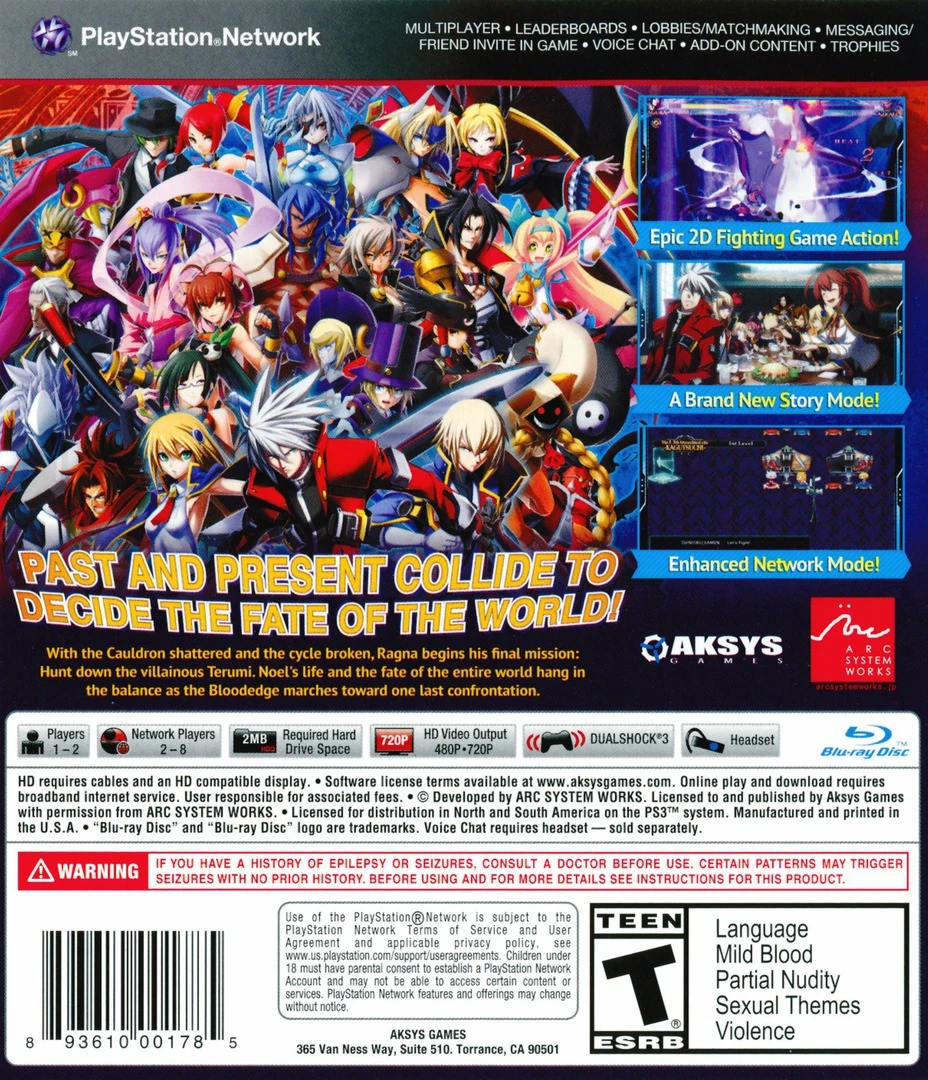 PlayStation®Network
SM
MULTIPLAYER • LEADERBOARDS • LOBBIES/MATCHMAKING • MESSAGING/
FRIEND INVITE IN GAME • VOICE CHAT • ADD-ON CONTENT • TROPHIES
HEAT
2
Epic 2D Fighting Game Action!
A Brand New Story Mode!
KAGUTSUCHI
1st Level
Enhanced Network Mode!
PAST AND PRESENT COLLIDE TO
DECIDE THE FATE OF THE WORLD!
With the Cauldron shattered and the cycle broken, Ragna begins his final mission:
Hunt down the villainous Terumi. Noel's life and the fate of the entire world hang in
the balance as the Bloodedge marches toward one last confrontation.
AKSYS
GAMES
Arc
ARC
SYSTEM
WORKS
arcsystemworks.jp
Players
1 – 2
Network Players
2 – 8
2MB
HDD
Required Hard
Drive Space
720P
HD Video Output
480P•720P
DUALSHOCK®3
Headset
Blu-ray Disc™
HD requires cables and an HD compatible display. • Software license terms available at www.aksysgames.com. Online play and download requires
broadband internet service. User responsible for associated fees. • © Developed by ARC SYSTEM WORKS. Licensed to and published by Aksys Games
with permission from ARC SYSTEM WORKS. • Licensed for distribution in North and South America on the PS3™ system. Manufactured and printed in
the U.S.A. • “Blu-ray Disc” and “Blu-ray Disc” logo are trademarks. Voice Chat requires headset — sold separately.
WARNING
IF YOU HAVE A HISTORY OF EPILEPSY OR SEIZURES, CONSULT A DOCTOR BEFORE USE. CERTAIN PATTERNS MAY TRIGGER
SEIZURES WITH NO PRIOR HISTORY. BEFORE USING AND FOR MORE DETAILS SEE INSTRUCTIONS FOR THIS PRODUCT.
Use of the PlayStation®Network is subject to the
PlayStation Network Terms of Service and User
Agreement and applicable privacy policy, see
www.us.playstation.com/support/useragreements. Children under
18 must have parental consent to establish a PlayStation Network
Account and may not be able to access certain content or
services. PlayStation Network features and offerings may change
without notice.
AKSYS GAMES
365 Van Ness Way, Suite 510. Torrance, CA 90501
8 93610 00178 5
TEEN
T
®
ESRB
Language
Mild Blood
Partial Nudity
Sexual Themes
Violence